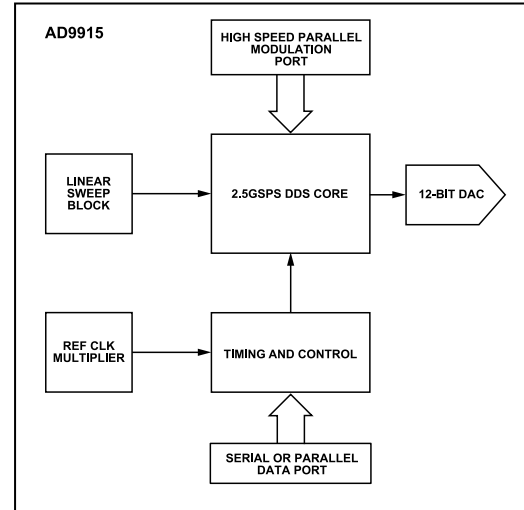 AD9915
HIGH SPEED PARALLEL
MODULATION
PORT
LINEAR
SWEEP
BLOCK
2.5GSPS DDS CORE
12-BIT DAC
REF CLK
MULTIPLIER
TIMING AND CONTROL
SERIAL OR PARALLEL
DATA PORT